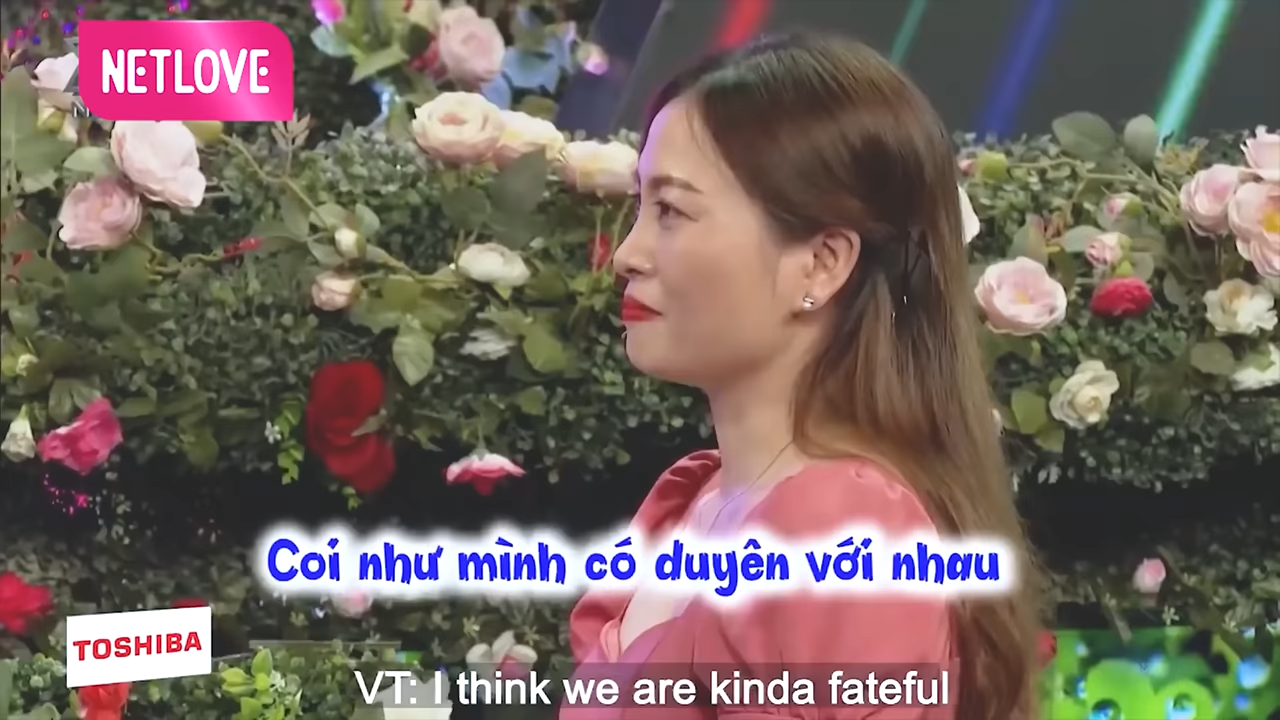 NETLOVE
Coi như mình có duyên với nhau
TOSHIBA
VT: I think we are kinda fateful